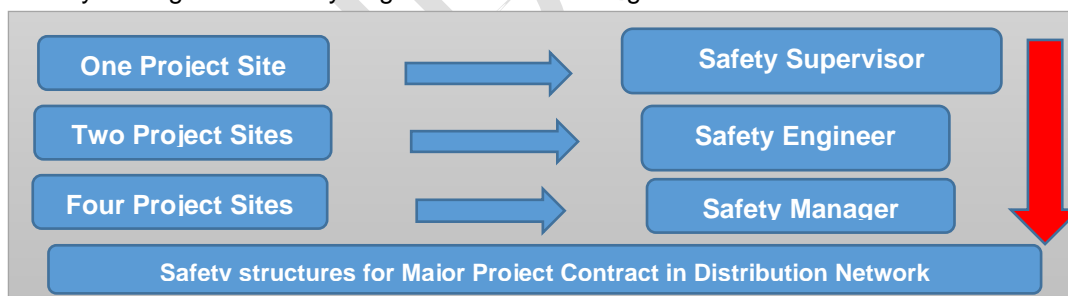 One Project Site
Safety Supervisor
Two Project Sites
Safety Engineer
Four Project Sites
Safety Manager
Safety structures for Major Project Contract in Distribution Network